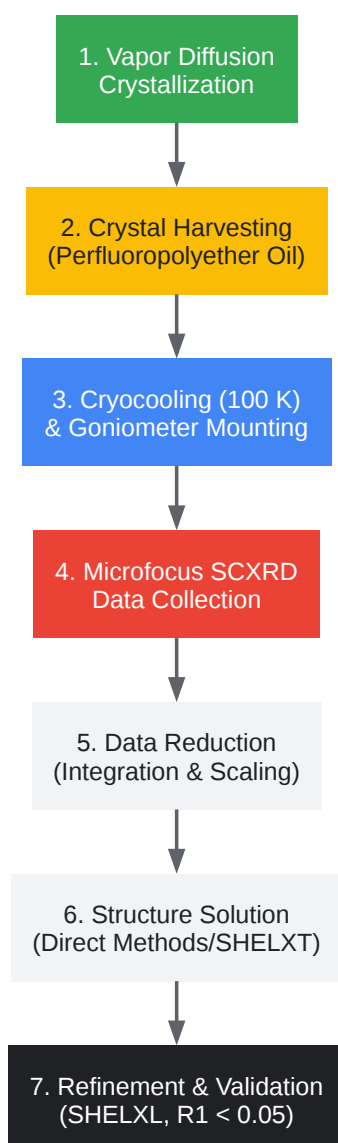 1. Vapor Diffusion
Crystallization
2. Crystal Harvesting
(Perfluoropolyether Oil)
3. Cryocooling (100 K)
& Goniometer Mounting
4. Microfocus SCXRD
Data Collection
5. Data Reduction
(Integration & Scaling)
6. Structure Solution
(Direct Methods/SHELXT)
7. Refinement & Validation
(SHELXL, R1 < 0.05)